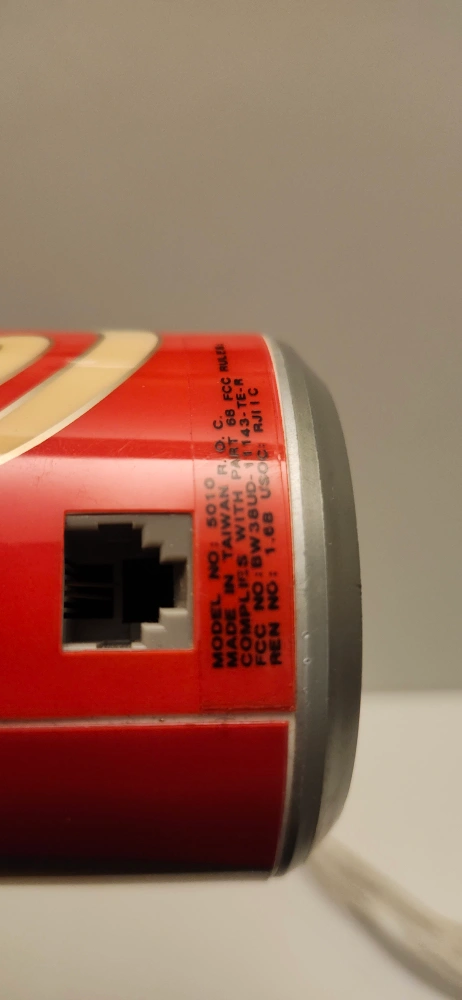 MODEL NO: 5010
MADE IN TAIWAN R. O. C.
COMPLIES WITH PART 68 FCC RULES
FCC NO: BW38UD-11143-TE-R
REN NO: 1.6B USOC: RJ11C